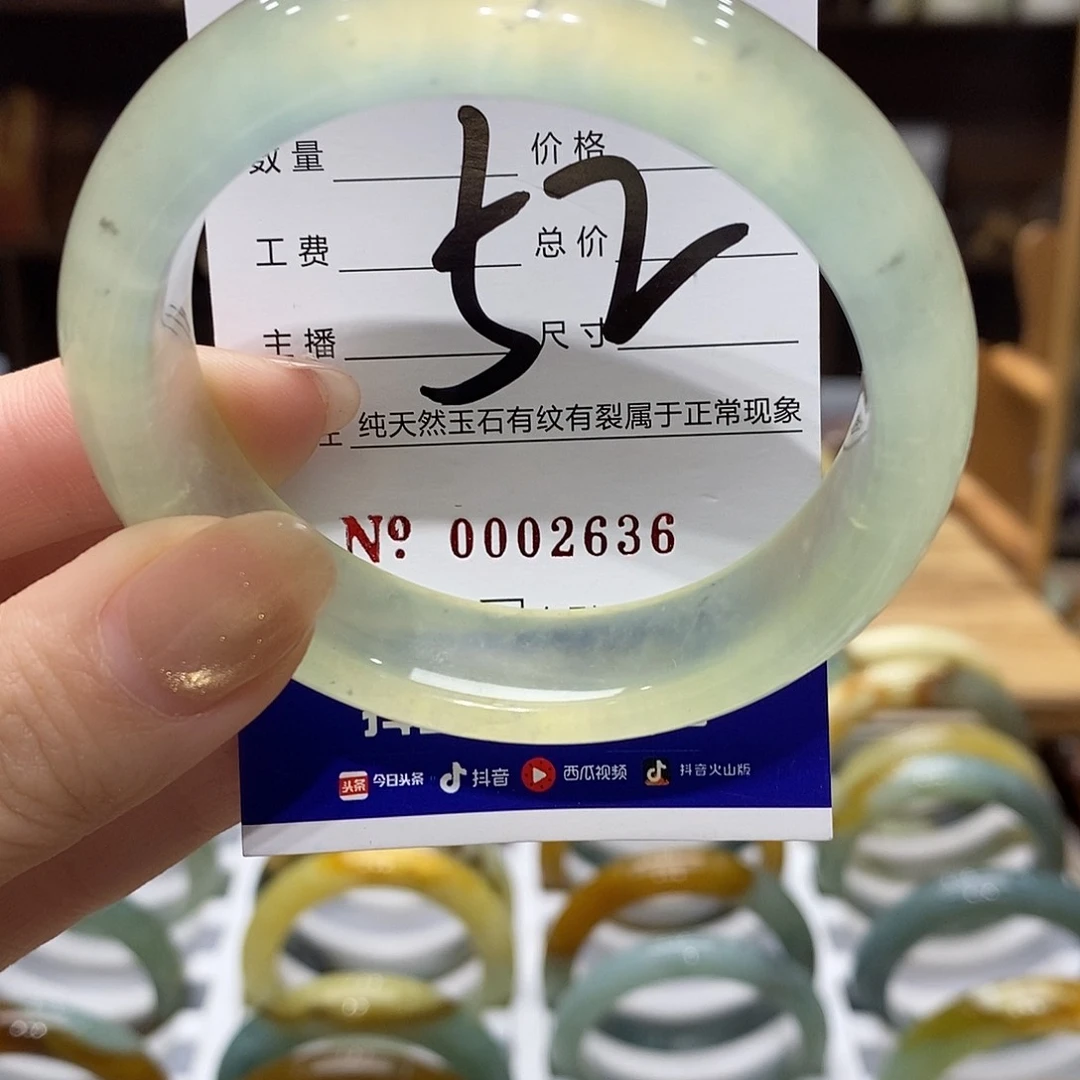 数量 价格
52
工费 总价
主播 尺寸
纯天然玉石有纹有裂属于正常现象
Nº 0002636
头条 今日头条 抖音 西瓜视频 抖音火山版